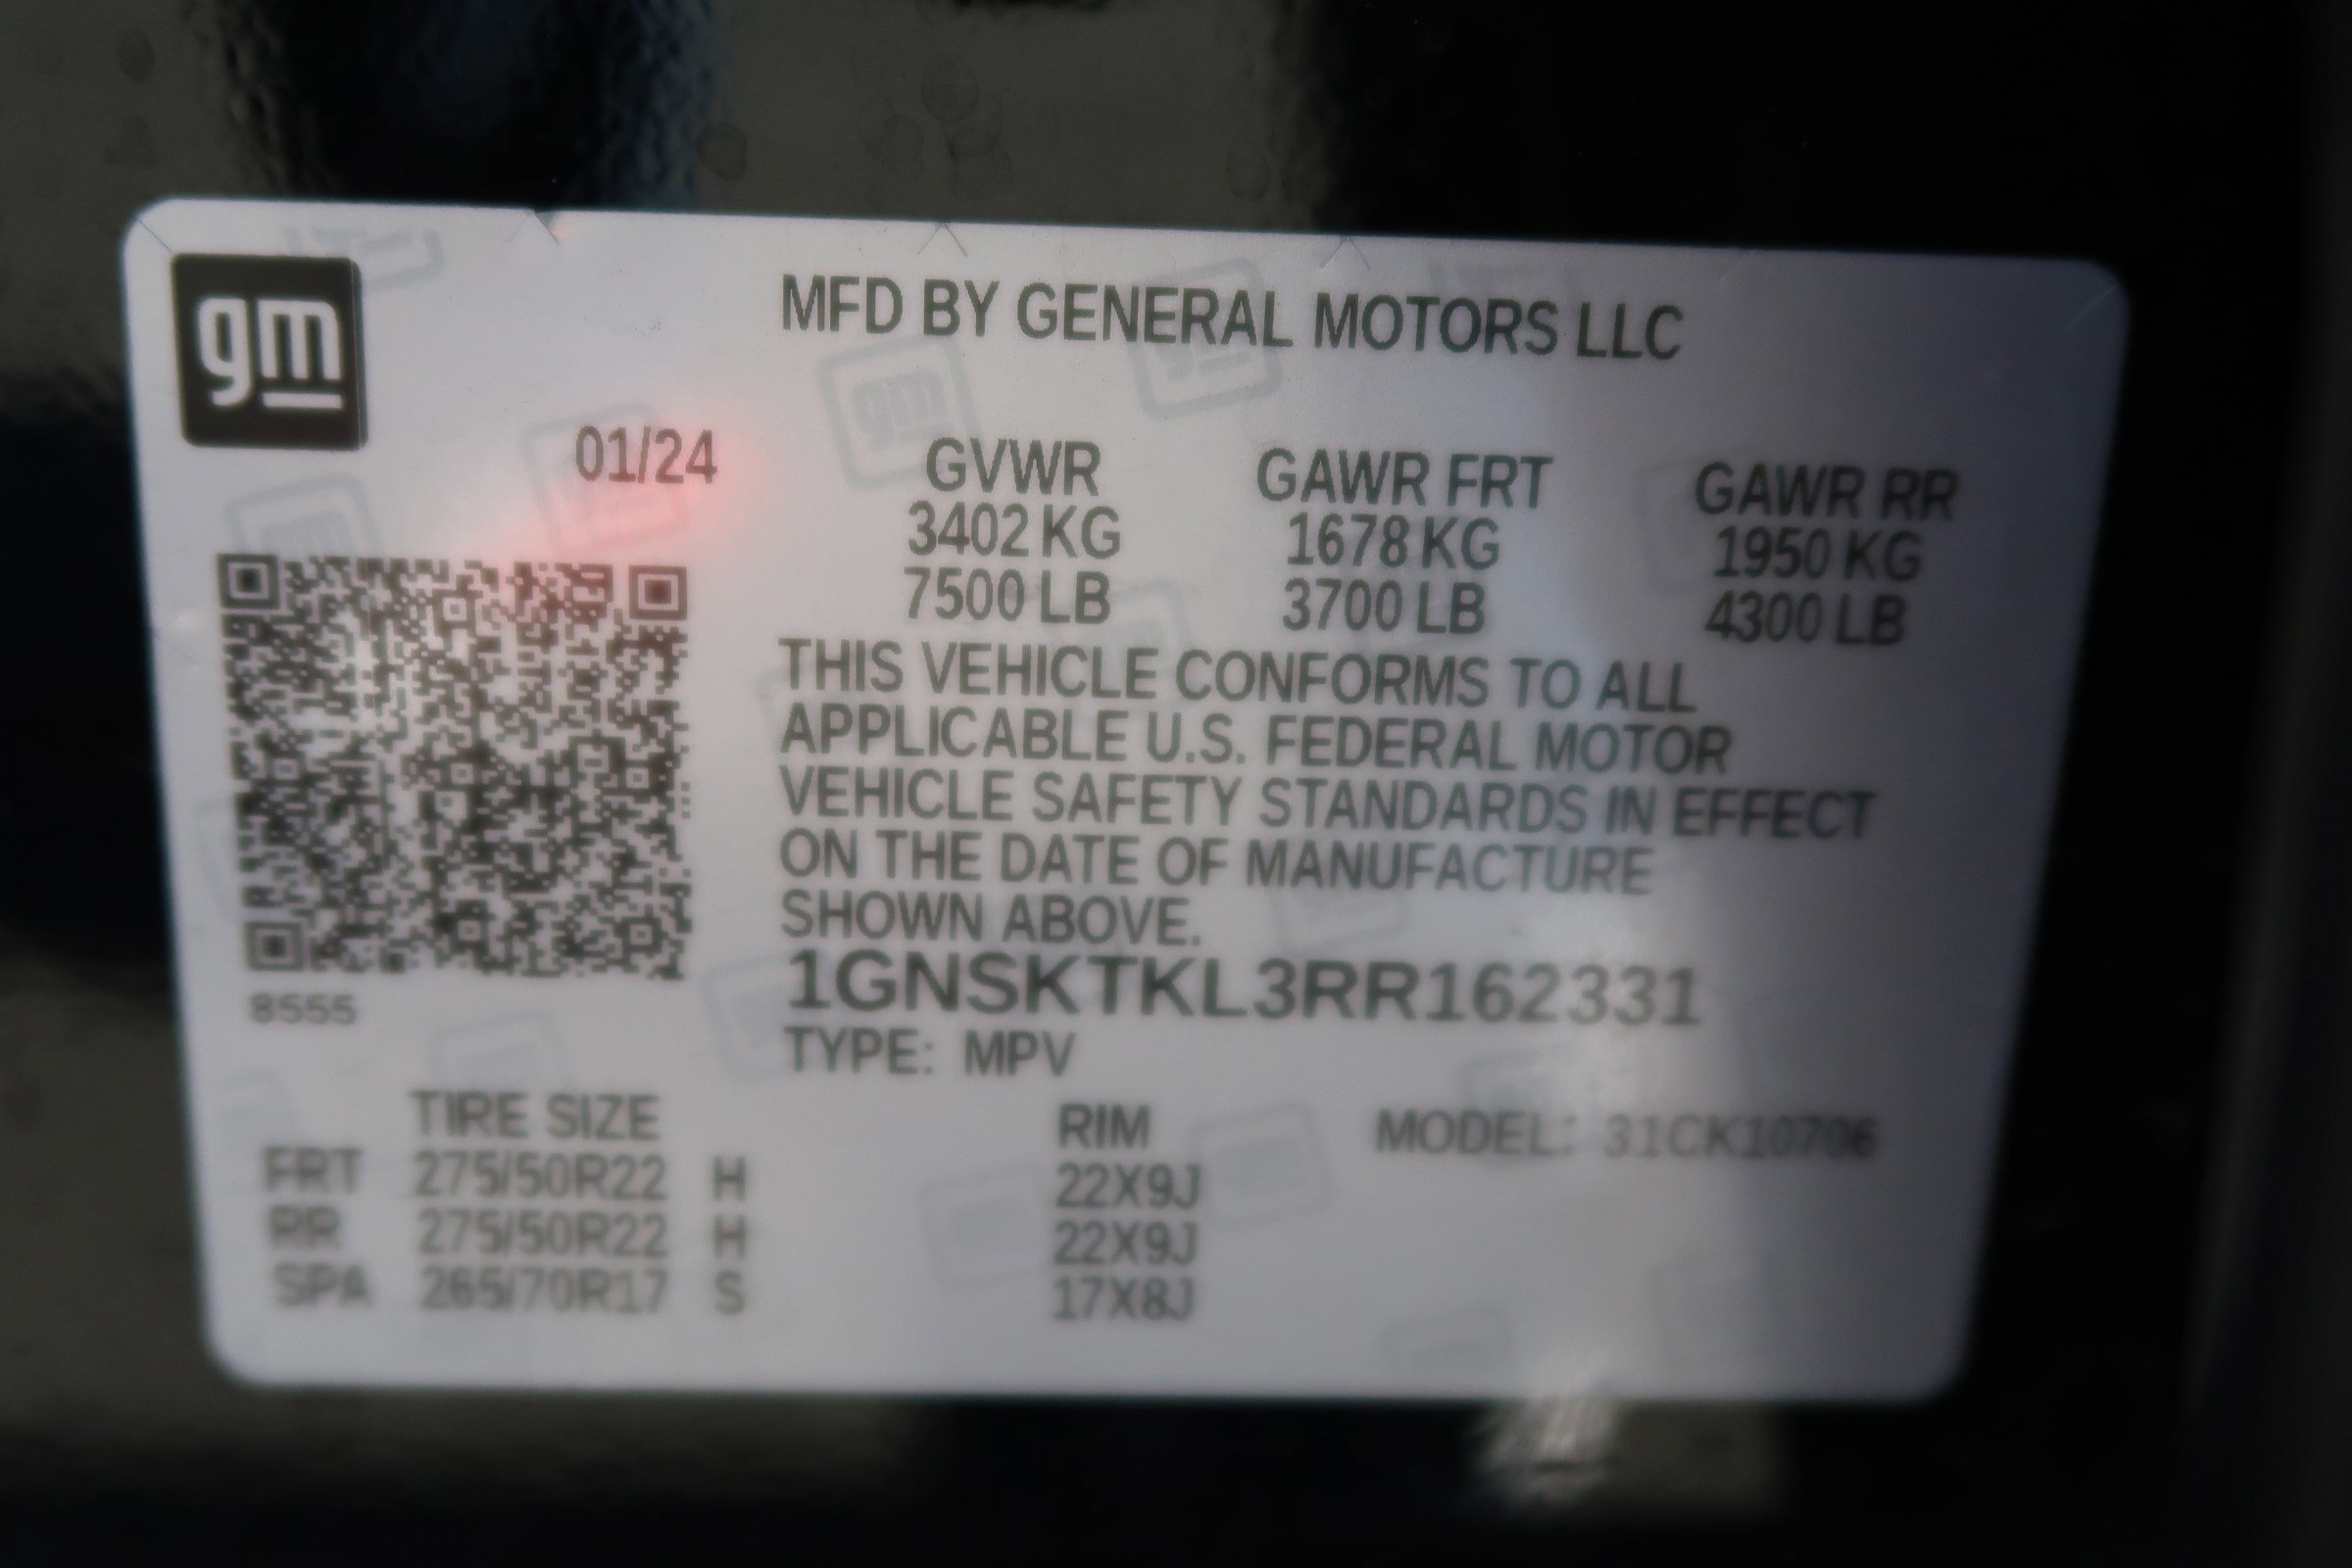 gm
MFD BY GENERAL MOTORS LLC
01/24
GVWR GAWR FRT GAWR RR
3402 KG 1678 KG 1950 KG
7500 LB 3700 LB 4300 LB
THIS VEHICLE CONFORMS TO ALL
APPLICABLE U.S. FEDERAL MOTOR
VEHICLE SAFETY STANDARDS IN EFFECT
ON THE DATE OF MANUFACTURE
SHOWN ABOVE.
1GNSKTKL3RR162331
8555
TYPE: MPV
TIRE SIZE RIM MODEL: 31CK10706
FRT 275/50R22 H 22X9J
RR 275/50R22 H 22X9J
SPA 265/70R17 S 17X8J